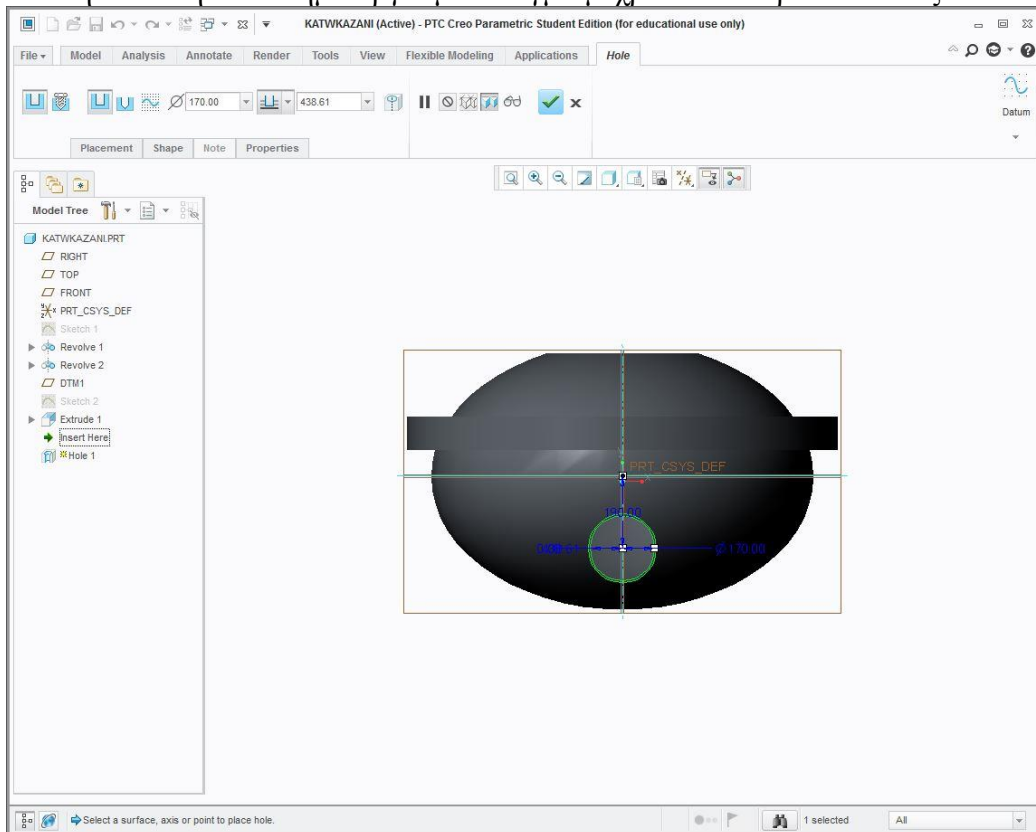 KATWKAZANI (Active) - PTC Creo Parametric Student Edition (for educational use only)
File Model Analysis Annotate Render Tools View Flexible Modeling Applications Hole
170.00 438.61
Datum
Placement Shape Note Properties
Model Tree
KATWKAZANI.PRT
RIGHT
TOP
FRONT
PRT_CSYS_DEF
Sketch 1
Revolve 1
Revolve 2
DTM1
Sketch 2
Extrude 1
Insert Here
Hole 1
PRT_CSYS_DEF
X
190.00
Ø170.00
Select a surface, axis or point to place hole.
1 selected
All